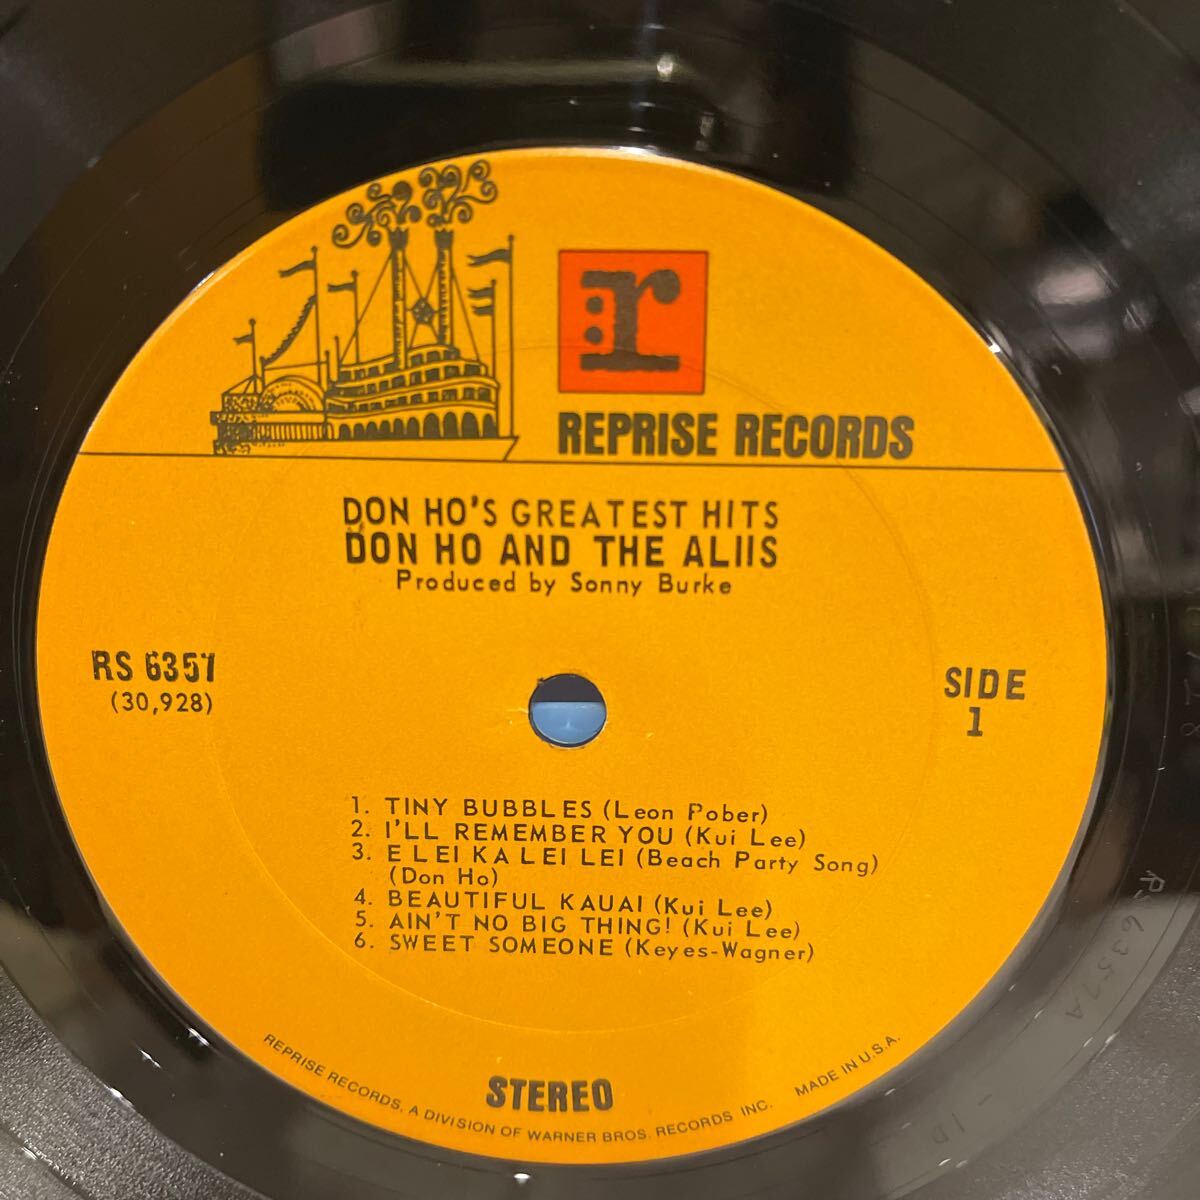 r
REPRISE RECORDS
DON HO'S GREATEST HITS
DON HO AND THE ALIIS
Produced by Sonny Burke
RS 6357
(30,928)
SIDE
1
1. TINY BUBBLES (Leon Pober)
2. I'LL REMEMBER YOU (Kui Lee)
3. E LEI KA LEI LEI (Beach Party Song)
(Don Ho)
4. BEAUTIFUL KAUAI (Kui Lee)
5. AIN'T NO BIG THING! (Kui Lee)
6. SWEET SOMEONE (Keyes-Wagner)
STEREO
REPRISE RECORDS, A DIVISION OF WARNER BROS. RECORDS INC. MADE IN U.S.A.